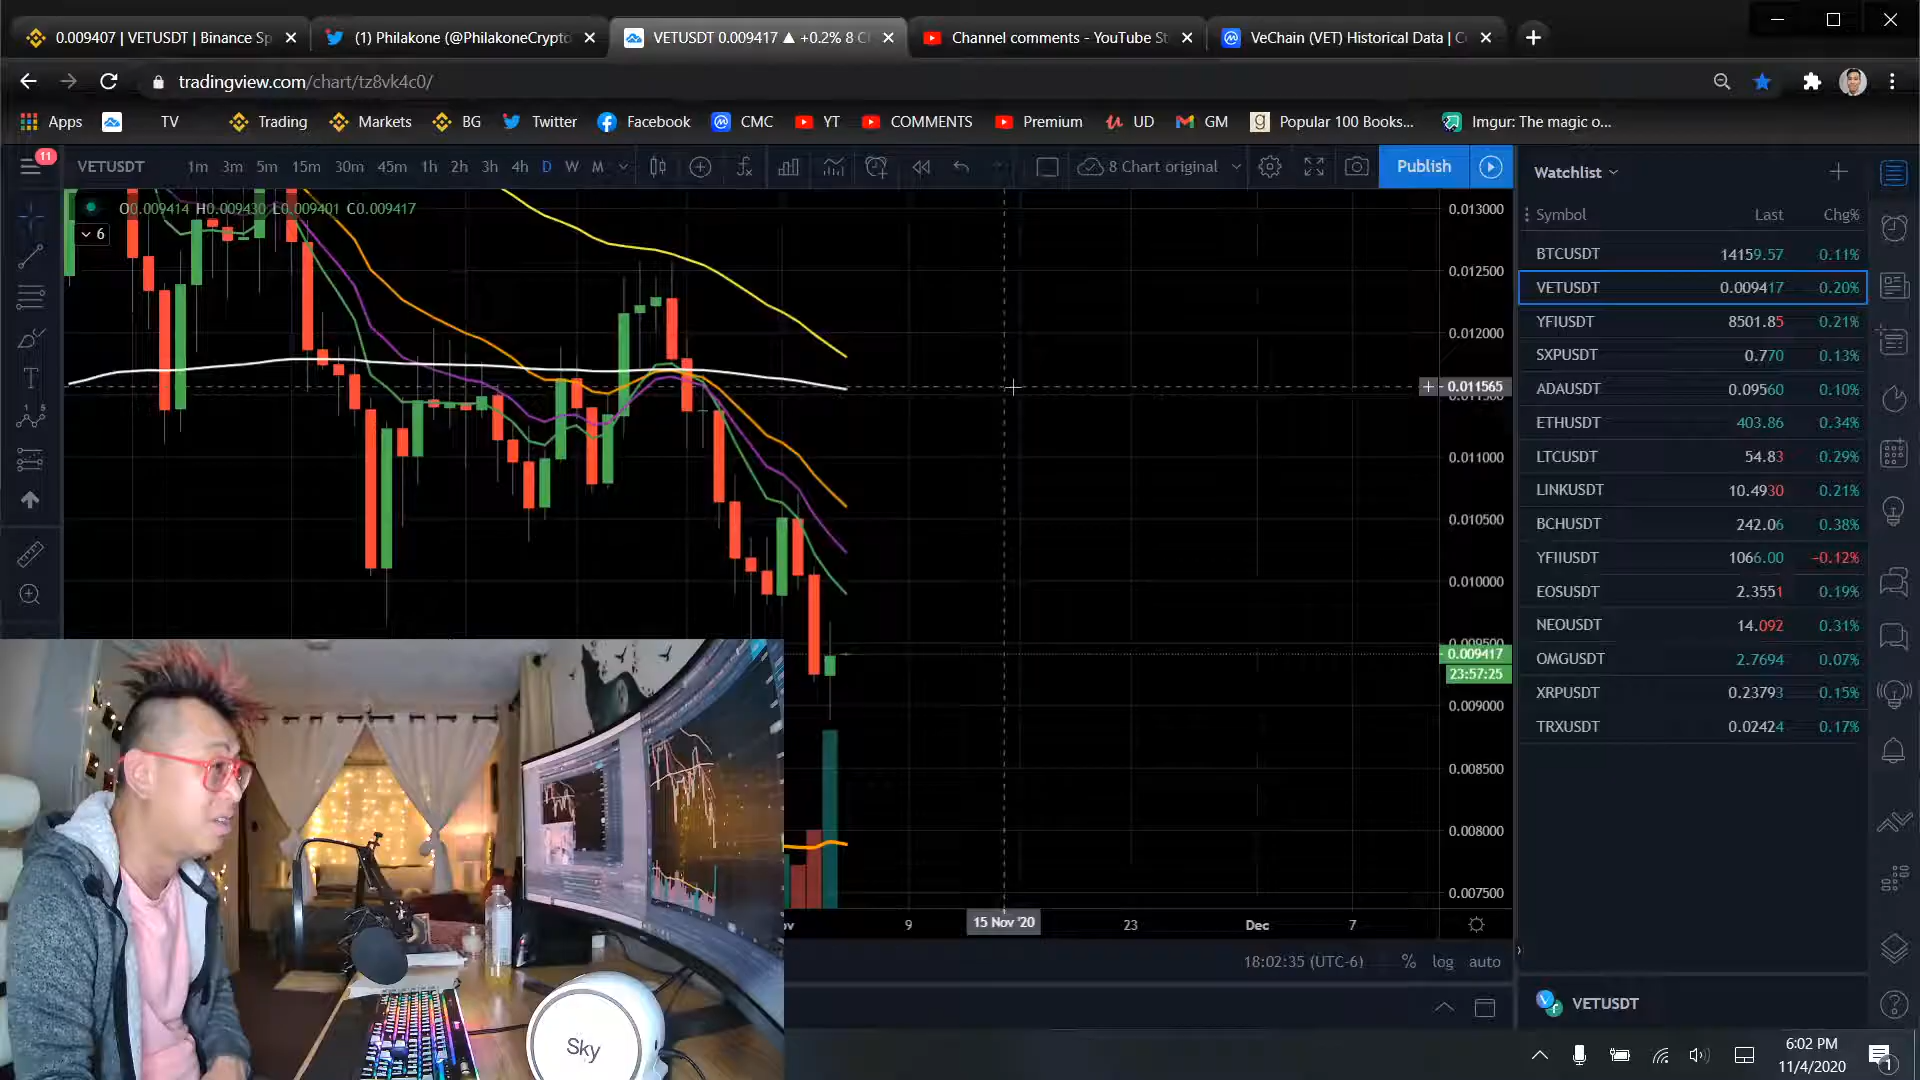 0.009407 | VETUSDT | Binance Sp
(1) Philakone (@PhilakoneCrypto
VETUSDT 0.009417 ▲ +0.2% 8 C
Channel comments - YouTube St
VeChain (VET) Historical Data | C
tradingview.com/chart/tz8vk4c0/
Apps TV Trading Markets BG Twitter Facebook CMC YT COMMENTS Premium UD GM Popular 100 Books... Imgur: The magic o...
11
VETUSDT 1m 3m 5m 15m 30m 45m 1h 2h 3h 4h D W M 8 Chart original Publish
O0.009414 H0.009430 L0.009401 C0.009417
6
0.013000
0.012500
0.012000
0.011565
0.011000
0.010500
0.010000
0.009500
0.009417
23:57:25
0.009000
0.008500
0.008000
0.007500
9 15 Nov '20 23 Dec 7
18:02:35 (UTC-6) % log auto
Watchlist
Symbol Last Chg%
BTCUSDT 14159.57 0.11%
VETUSDT 0.009417 0.20%
YFIUSDT 8501.85 0.21%
SXPUSDT 0.770 0.13%
ADAUSDT 0.09560 0.10%
ETHUSDT 403.86 0.34%
LTCUSDT 54.83 0.29%
LINKUSDT 10.4930 0.21%
BCHUSDT 242.06 0.38%
YFIIUSDT 1066.00 −0.12%
EOSUSDT 2.3551 0.19%
NEOUSDT 14.092 0.31%
OMGUSDT 2.7694 0.07%
XRPUSDT 0.23793 0.15%
TRXUSDT 0.02424 0.17%
VETUSDT
Sky
6:02 PM
11/4/2020
1